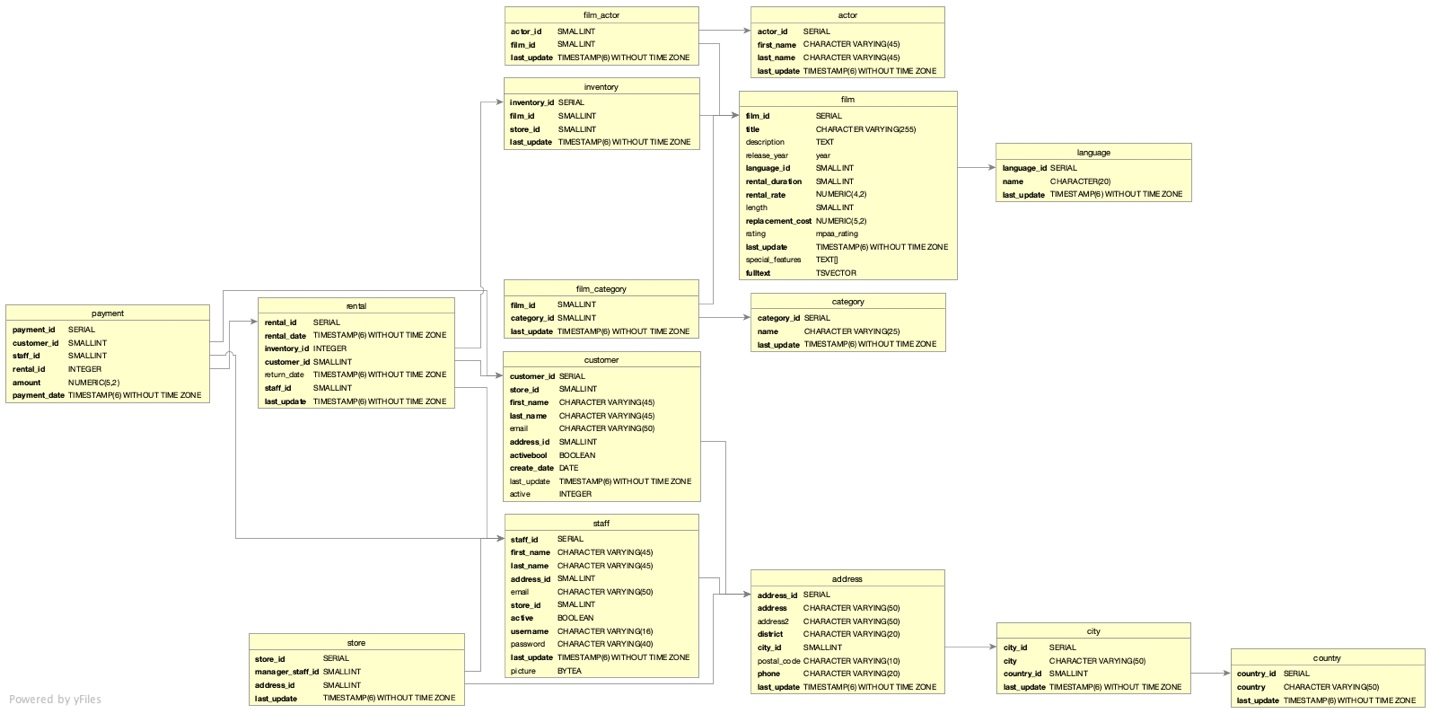 film_actor
actor_id SMALLINT
film_id SMALLINT
last_update TIMESTAMP(6) WITHOUT TIME ZONE
actor
actor_id SERIAL
first_name CHARACTER VARYING(45)
last_name CHARACTER VARYING(45)
last_update TIMESTAMP(6) WITHOUT TIME ZONE
inventory
inventory_id SERIAL
film_id SMALLINT
store_id SMALLINT
last_update TIMESTAMP(6) WITHOUT TIME ZONE
film
film_id SERIAL
title CHARACTER VARYING(255)
description TEXT
release_year year
language_id SMALLINT
rental_duration SMALLINT
rental_rate NUMERIC(4,2)
length SMALLINT
replacement_cost NUMERIC(5,2)
rating mpaa_rating
last_update TIMESTAMP(6) WITHOUT TIME ZONE
special_features TEXT[]
fulltext TSVECTOR
language
language_id SERIAL
name CHARACTER(20)
last_update TIMESTAMP(6) WITHOUT TIME ZONE
payment
payment_id SERIAL
customer_id SMALLINT
staff_id SMALLINT
rental_id INTEGER
amount NUMERIC(5,2)
payment_date TIMESTAMP(6) WITHOUT TIME ZONE
rental
rental_id SERIAL
rental_date TIMESTAMP(6) WITHOUT TIME ZONE
inventory_id INTEGER
customer_id SMALLINT
return_date TIMESTAMP(6) WITHOUT TIME ZONE
staff_id SMALLINT
last_update TIMESTAMP(6) WITHOUT TIME ZONE
film_category
film_id SMALLINT
category_id SMALLINT
last_update TIMESTAMP(6) WITHOUT TIME ZONE
category
category_id SERIAL
name CHARACTER VARYING(25)
last_update TIMESTAMP(6) WITHOUT TIME ZONE
customer
customer_id SERIAL
store_id SMALLINT
first_name CHARACTER VARYING(45)
last_name CHARACTER VARYING(45)
email CHARACTER VARYING(50)
address_id SMALLINT
activebool BOOLEAN
create_date DATE
last_update TIMESTAMP(6) WITHOUT TIME ZONE
active INTEGER
staff
staff_id SERIAL
first_name CHARACTER VARYING(45)
last_name CHARACTER VARYING(45)
address_id SMALLINT
email CHARACTER VARYING(50)
store_id SMALLINT
active BOOLEAN
username CHARACTER VARYING(16)
password CHARACTER VARYING(40)
last_update TIMESTAMP(6) WITHOUT TIME ZONE
picture BYTEA
store
store_id SERIAL
manager_staff_id SMALLINT
address_id SMALLINT
last_update TIMESTAMP(6) WITHOUT TIME ZONE
address
address_id SERIAL
address CHARACTER VARYING(50)
address2 CHARACTER VARYING(50)
district CHARACTER VARYING(20)
city_id SMALLINT
postal_code CHARACTER VARYING(10)
phone CHARACTER VARYING(20)
last_update TIMESTAMP(6) WITHOUT TIME ZONE
city
city_id SERIAL
city CHARACTER VARYING(50)
country_id SMALLINT
last_update TIMESTAMP(6) WITHOUT TIME ZONE
country
country_id SERIAL
country CHARACTER VARYING(50)
last_update TIMESTAMP(6) WITHOUT TIME ZONE
Powered by yFiles